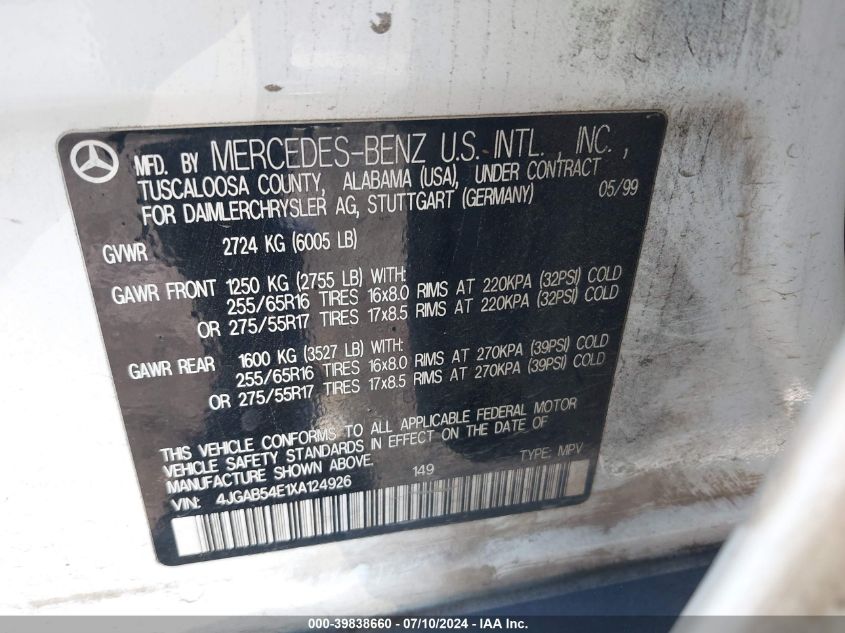 MFD. BY MERCEDES-BENZ U.S. INTL., INC.,
TUSCALOOSA COUNTY, ALABAMA (USA), UNDER CONTRACT
FOR DAIMLERCHRYSLER AG, STUTTGART (GERMANY) 05/99
GVWR 2724 KG (6005 LB)
GAWR FRONT 1250 KG (2755 LB) WITH:
255/65R16 TIRES 16x8.0 RIMS AT 220KPA (32PSI) COLD
OR 275/55R17 TIRES 17x8.5 RIMS AT 220KPA (32PSI) COLD
GAWR REAR 1600 KG (3527 LB) WITH:
255/65R16 TIRES 16x8.0 RIMS AT 270KPA (39PSI) COLD
OR 275/55R17 TIRES 17x8.5 RIMS AT 270KPA (39PSI) COLD
THIS VEHICLE CONFORMS TO ALL APPLICABLE FEDERAL MOTOR
VEHICLE SAFETY STANDARDS IN EFFECT ON THE DATE OF
MANUFACTURE SHOWN ABOVE.
VIN: 4JGAB54E1XA124926 149 TYPE: MPV
000-39838660 - 07/10/2024 - IAA Inc.